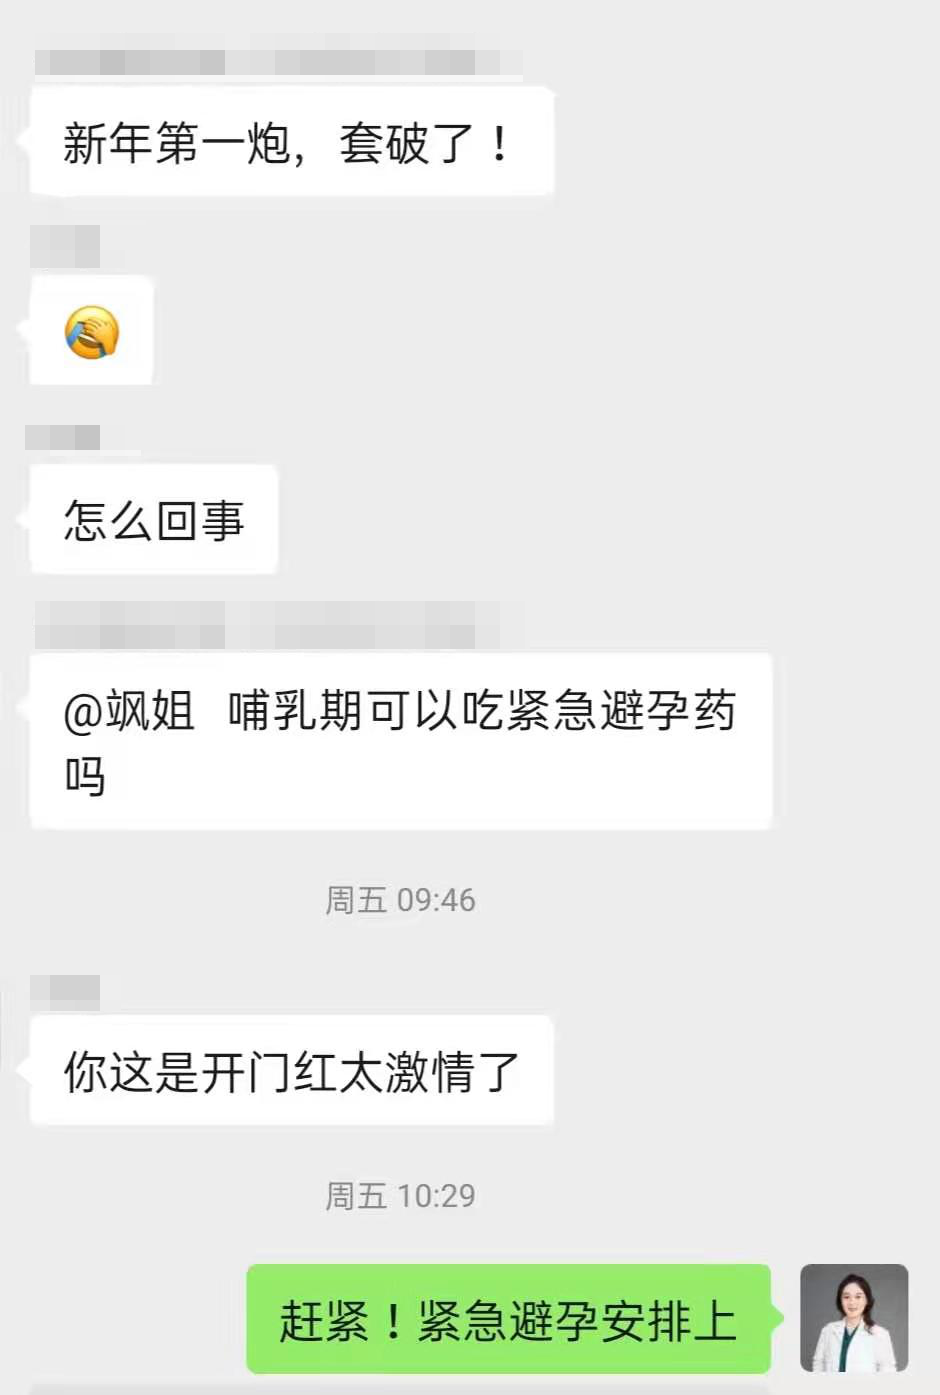 新年第一炮，套破了！
怎么回事
@飒姐 哺乳期可以吃紧急避孕药
吗
周五 09:46
你这是开门红太激情了
周五 10:29
赶紧！紧急避孕安排上